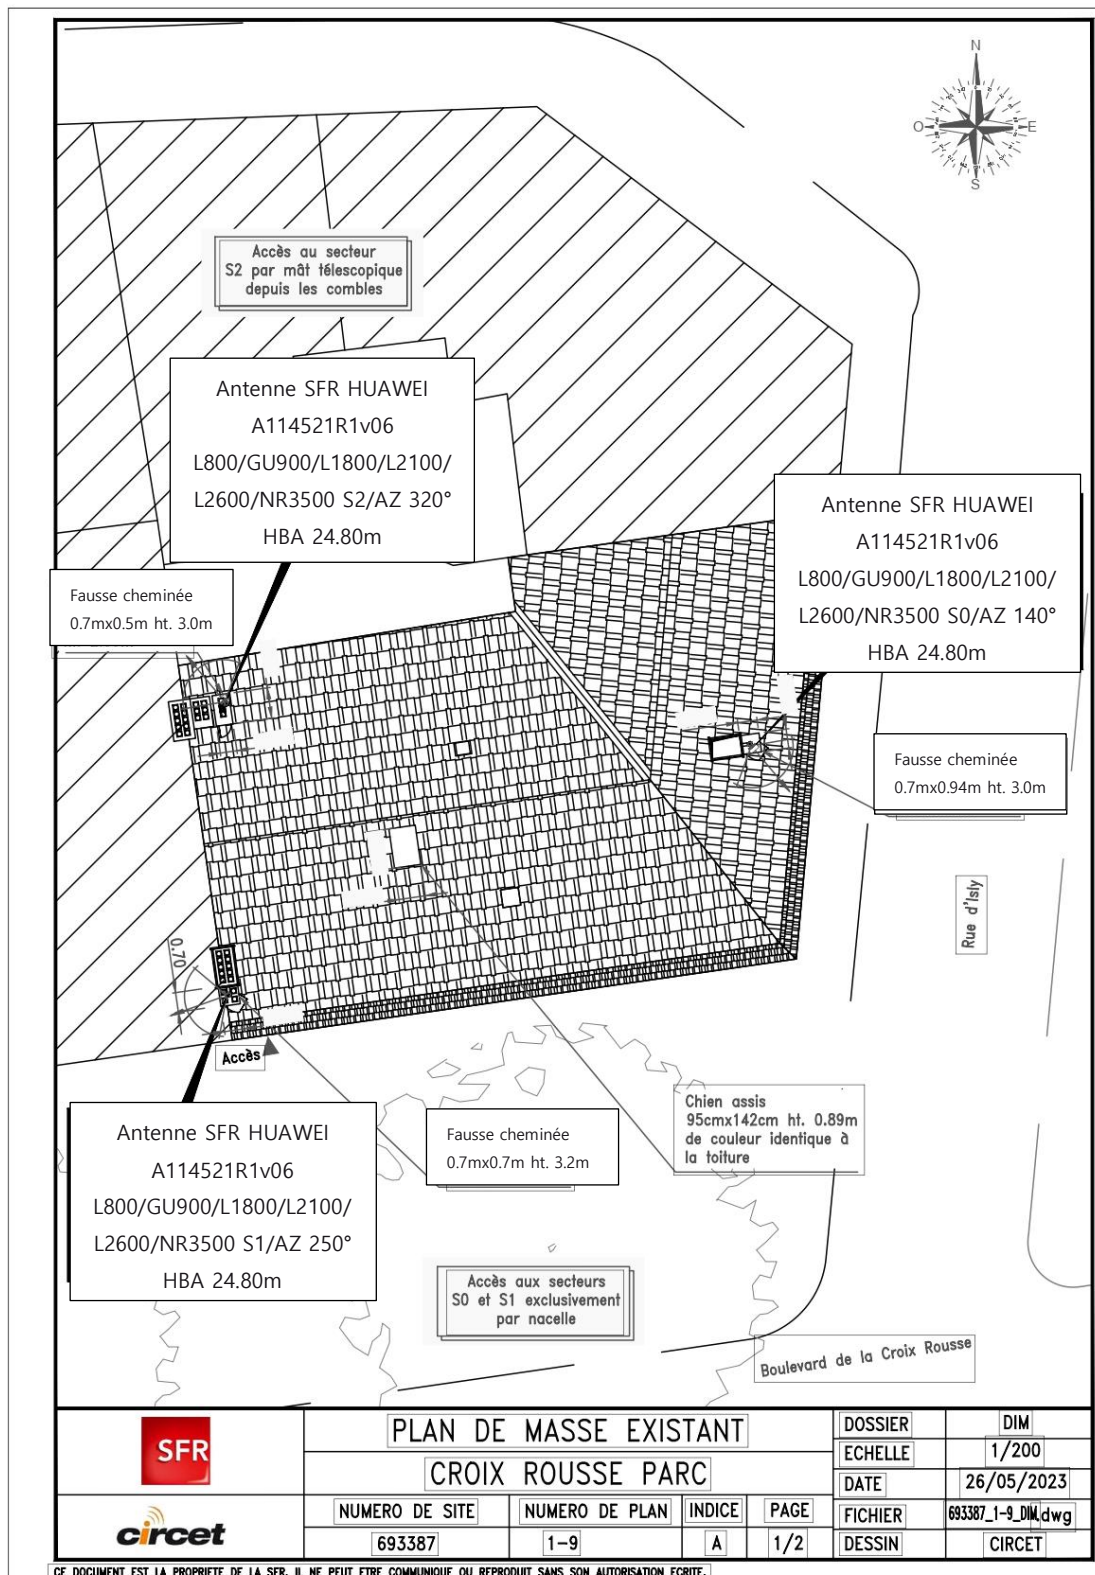 N
O
E
S
Accès au secteur
S2 par mât télescopique
depuis les combles
Antenne SFR HUAWEI
A114521R1v06
L800/GU900/L1800/L2100/
L2600/NR3500 S2/AZ 320°
HBA 24.80m
Antenne SFR HUAWEI
A114521R1v06
L800/GU900/L1800/L2100/
L2600/NR3500 S0/AZ 140°
HBA 24.80m
Fausse cheminée
0.7mx0.5m ht. 3.0m
Fausse cheminée
0.7mx0.94m ht. 3.0m
Rue d'Isly
0.70
Accès
Chien assis
95cmx142cm ht. 0.89m
de couleur identique à
la toiture
Antenne SFR HUAWEI
A114521R1v06
L800/GU900/L1800/L2100/
L2600/NR3500 S1/AZ 250°
HBA 24.80m
Fausse cheminée
0.7mx0.7m ht. 3.2m
Accès aux secteurs
S0 et S1 exclusivement
par nacelle
Boulevard de la Croix Rousse
SFR
circet
PLAN DE MASSE EXISTANT
CROIX ROUSSE PARC
NUMERO DE SITE
NUMERO DE PLAN
INDICE
PAGE
693387
1-9
A
1/2
DOSSIER
DIM
ECHELLE
1/200
DATE
26/05/2023
FICHIER
693387_1-9_DIM.dwg
DESSIN
CIRCET
CE DOCUMENT EST LA PROPRIETE DE LA SFR. IL NE PEUT ETRE COMMUNIQUE OU REPRODUIT SANS SON AUTORISATION ECRITE.